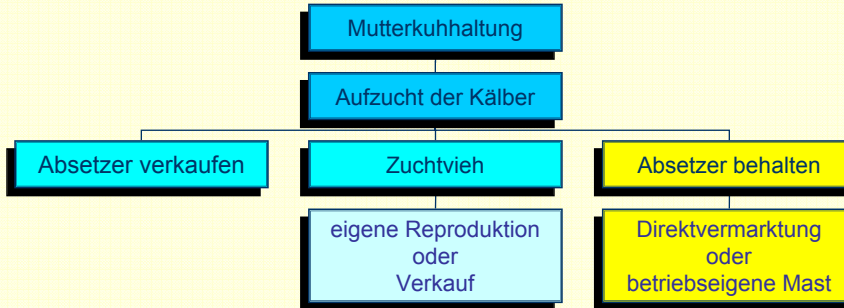 Mutterkuhhaltung
Aufzucht der Kälber
Absetzer verkaufen
Zuchtvieh
Absetzer behalten
eigene Reproduktion
oder
Verkauf
Direktvermarktung
oder
betriebseigene Mast